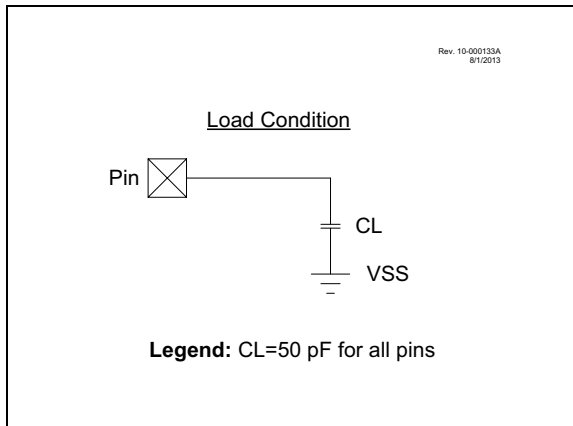 Rev. 10-000133A
8/1/2013
Load Condition
Pin
CL
VSS
Legend: CL=50 pF for all pins